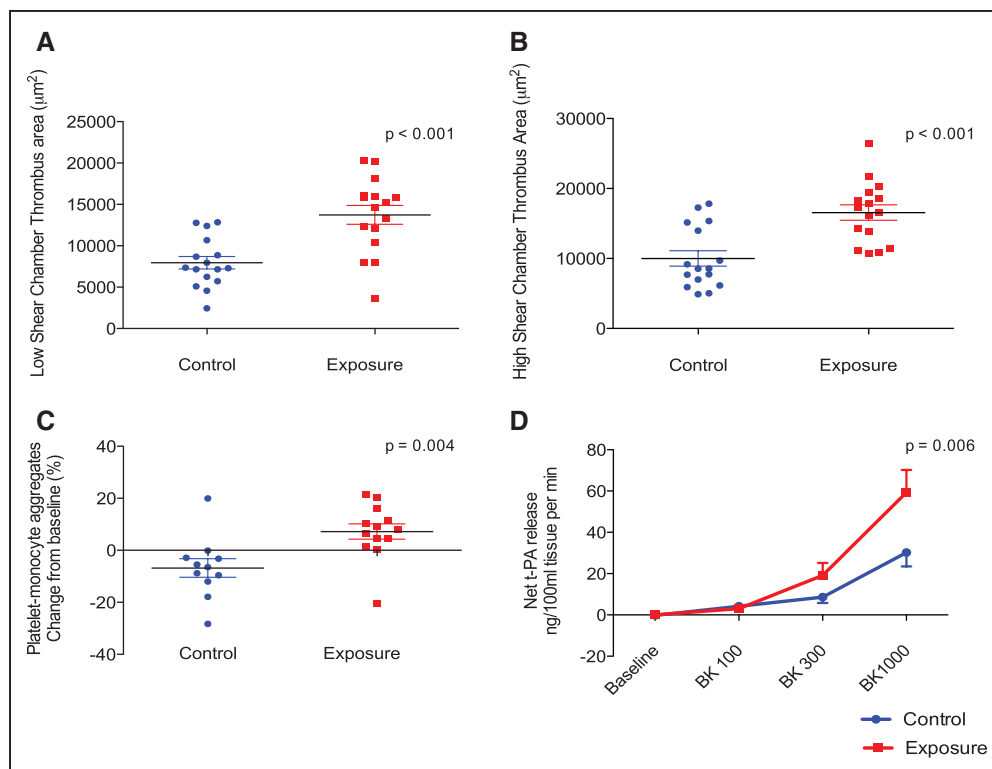 A
Low Shear Chamber Thrombus area (μm²)
25000
20000
15000
10000
5000
0
p < 0.001
Control
Exposure
B
High Shear Chamber Thrombus Area (μm²)
30000
20000
10000
0
p < 0.001
Control
Exposure
C
Platelet-monocyte aggregates
Change from baseline (%)
40
20
0
-20
-40
p = 0.004
Control
Exposure
D
Net t-PA release
ng/100ml tissue per min
80
60
40
20
0
-20
p = 0.006
Baseline
BK 100
BK 300
BK1000
Control
Exposure